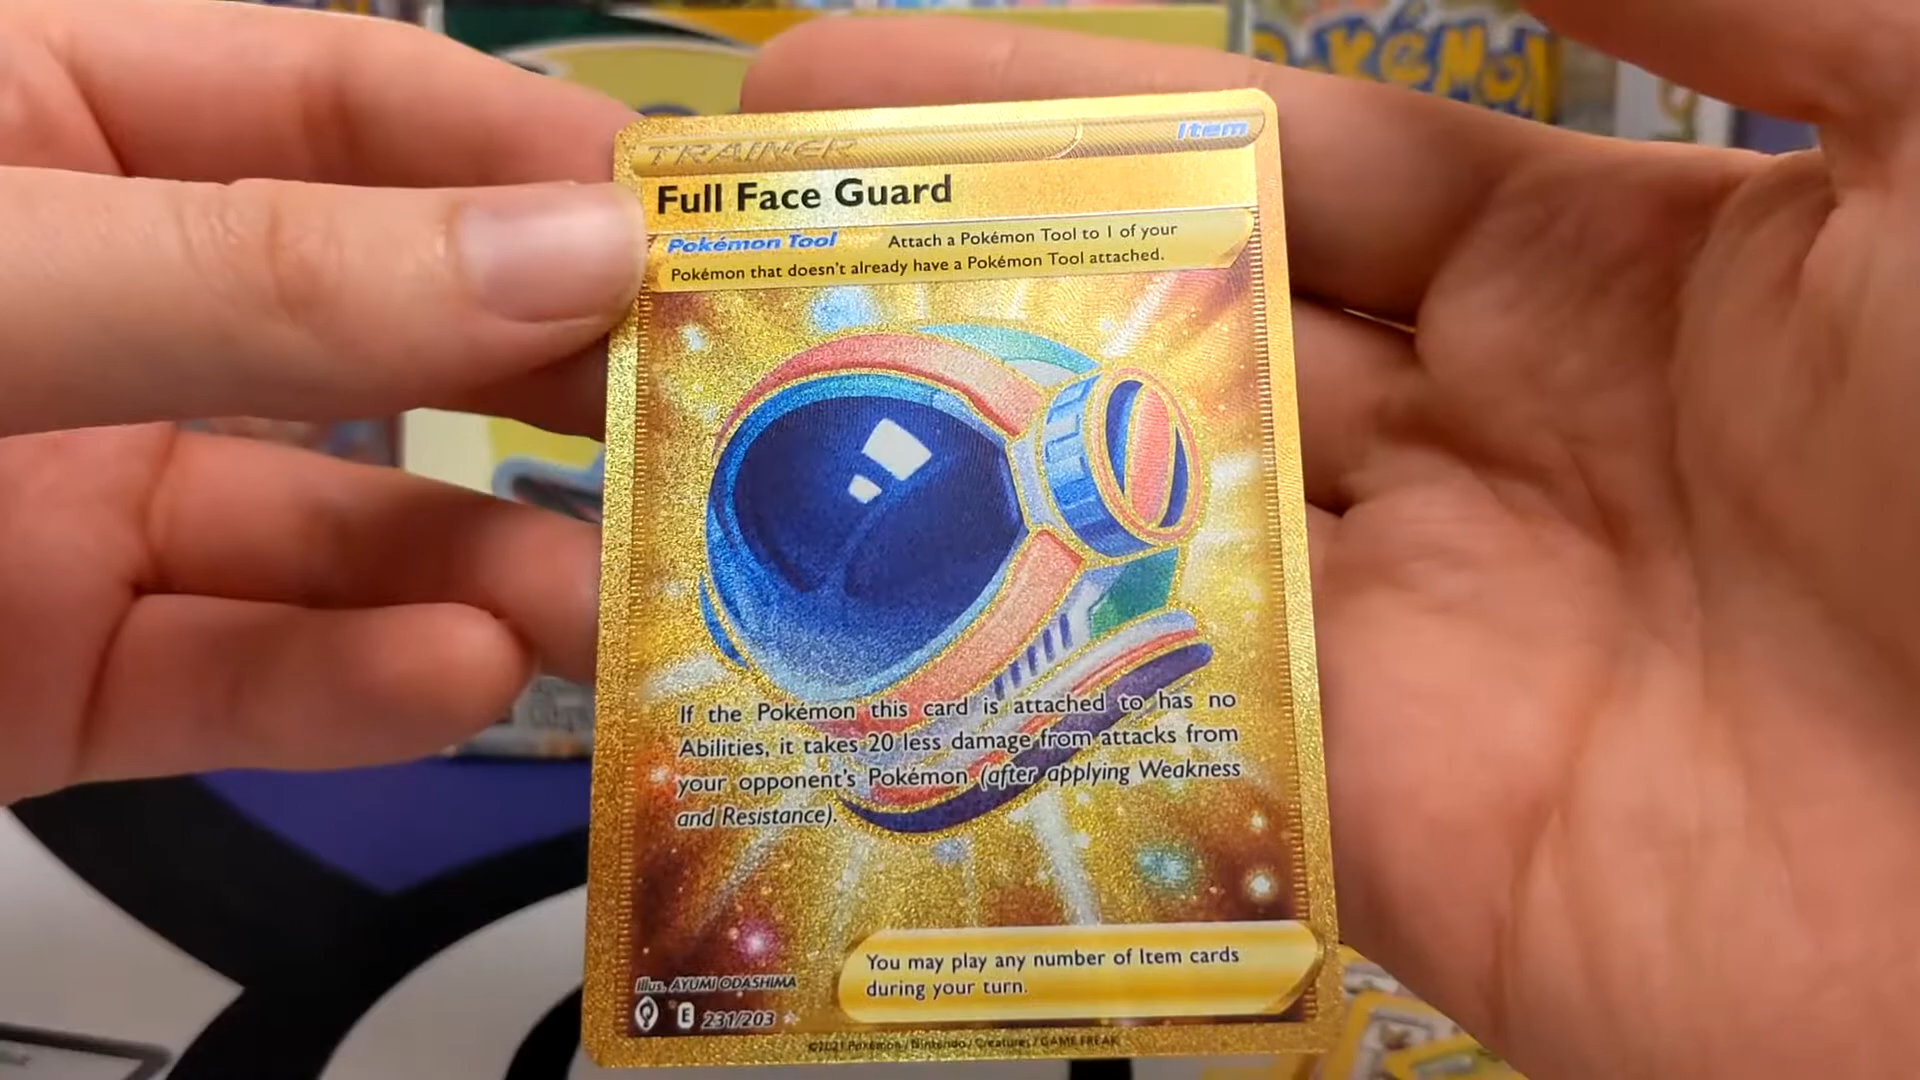 POKéMON
TRAINER
Item
Full Face Guard
Pokémon Tool Attach a Pokémon Tool to 1 of your
Pokémon that doesn't already have a Pokémon Tool attached.
If the Pokémon this card is attached to has no
Abilities, it takes 20 less damage from attacks from
your opponent's Pokémon (after applying Weakness
and Resistance).
You may play any number of Item cards
during your turn.
Illus. AYUMI ODASHIMA
E 231/203
©2021 Pokémon / Nintendo / Creatures / GAME FREAK